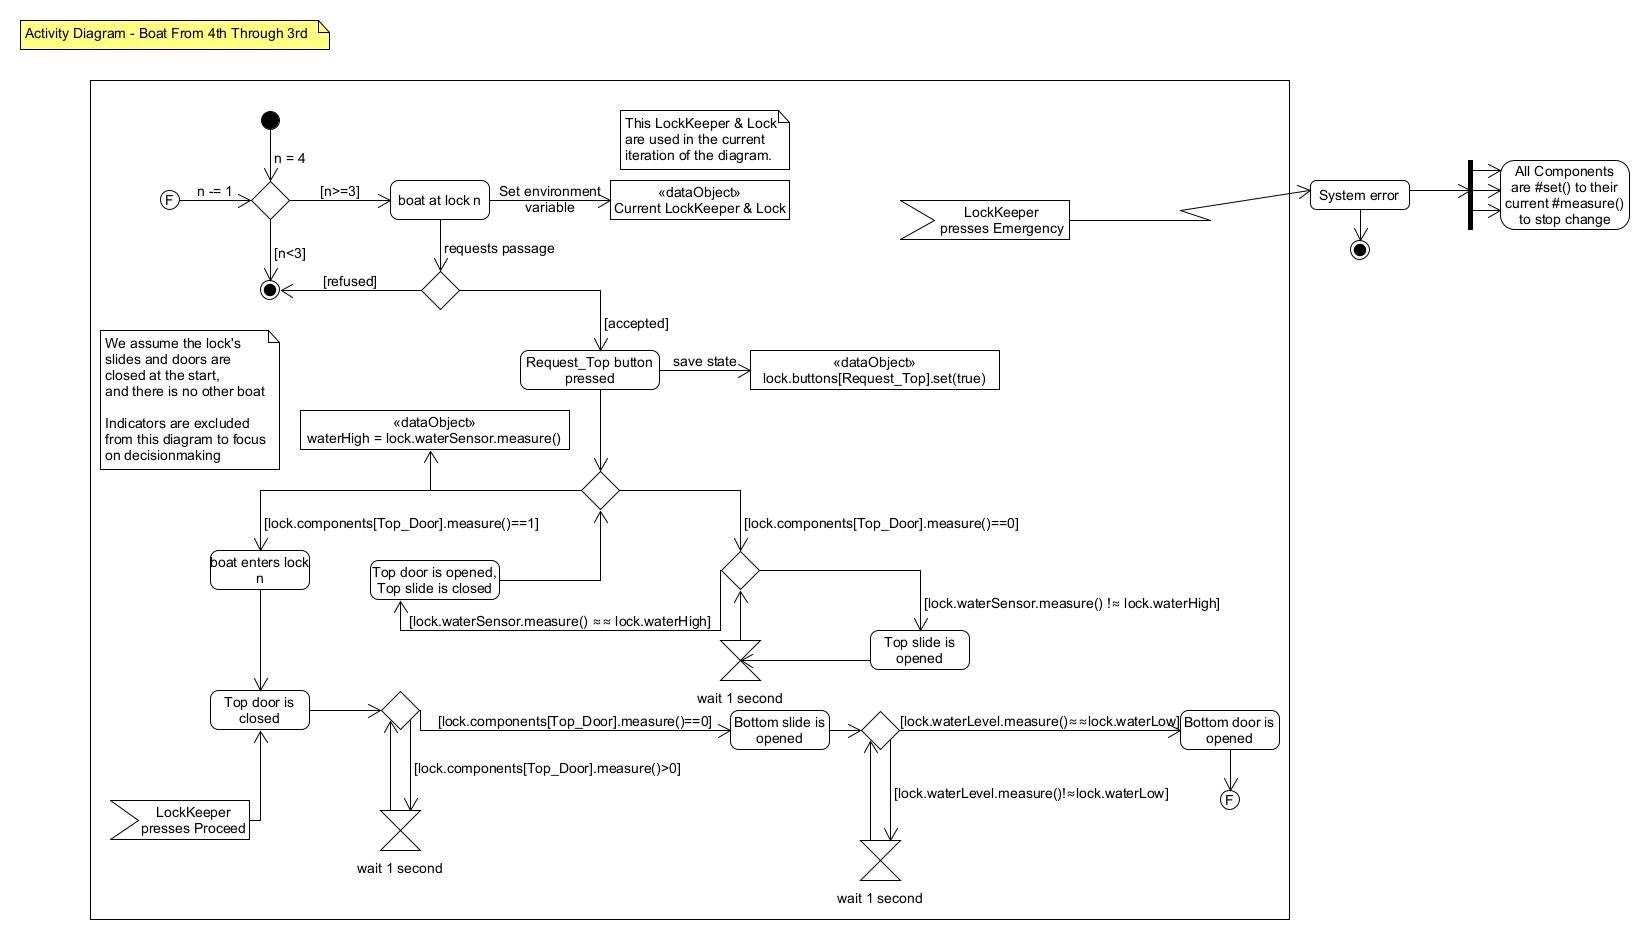 Activity Diagram - Boat From 4th Through 3rd
This LockKeeper & Lock
are used in the current
iteration of the diagram.
n = 4
F
n -= 1
[n>=3]
boat at lock n
Set environment
variable
«dataObject»
Current LockKeeper & Lock
LockKeeper
presses Emergency
System error
All Components
are #set() to their
current #measure()
to stop change
[n<3]
requests passage
[refused]
[accepted]
We assume the lock's
slides and doors are
closed at the start,
and there is no other boat
Indicators are excluded
from this diagram to focus
on decisionmaking
Request_Top button
pressed
save state
«dataObject»
lock.buttons[Request_Top].set(true)
«dataObject»
waterHigh = lock.waterSensor.measure()
[lock.components[Top_Door].measure()==1]
[lock.components[Top_Door].measure()==0]
boat enters lock
n
Top door is opened,
Top slide is closed
[lock.waterSensor.measure() ≈≈ lock.waterHigh]
[lock.waterSensor.measure() !≈ lock.waterHigh]
Top slide is
opened
wait 1 second
Top door is
closed
[lock.components[Top_Door].measure()==0]
Bottom slide is
opened
[lock.waterLevel.measure()≈≈lock.waterLow]
Bottom door is
opened
[lock.components[Top_Door].measure()>0]
[lock.waterLevel.measure()!≈lock.waterLow]
F
LockKeeper
presses Proceed
wait 1 second
wait 1 second